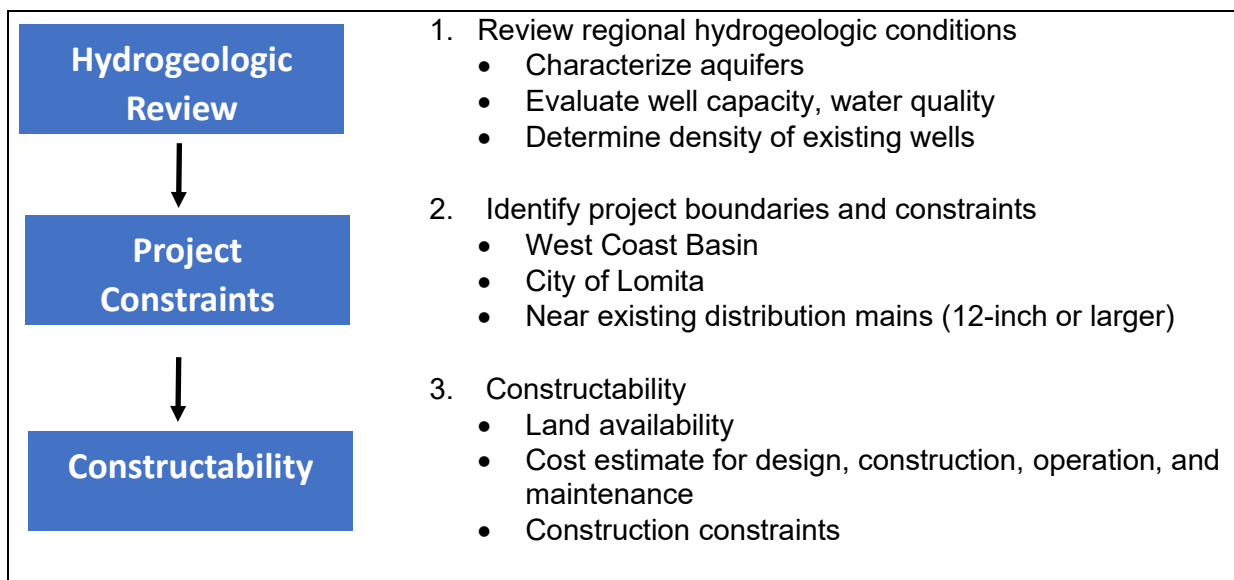 Hydrogeologic
Review
1. Review regional hydrogeologic conditions
• Characterize aquifers
• Evaluate well capacity, water quality
• Determine density of existing wells
Project
Constraints
2. Identify project boundaries and constraints
• West Coast Basin
• City of Lomita
• Near existing distribution mains (12-inch or larger)
Constructability
3. Constructability
• Land availability
• Cost estimate for design, construction, operation, and
maintenance
• Construction constraints